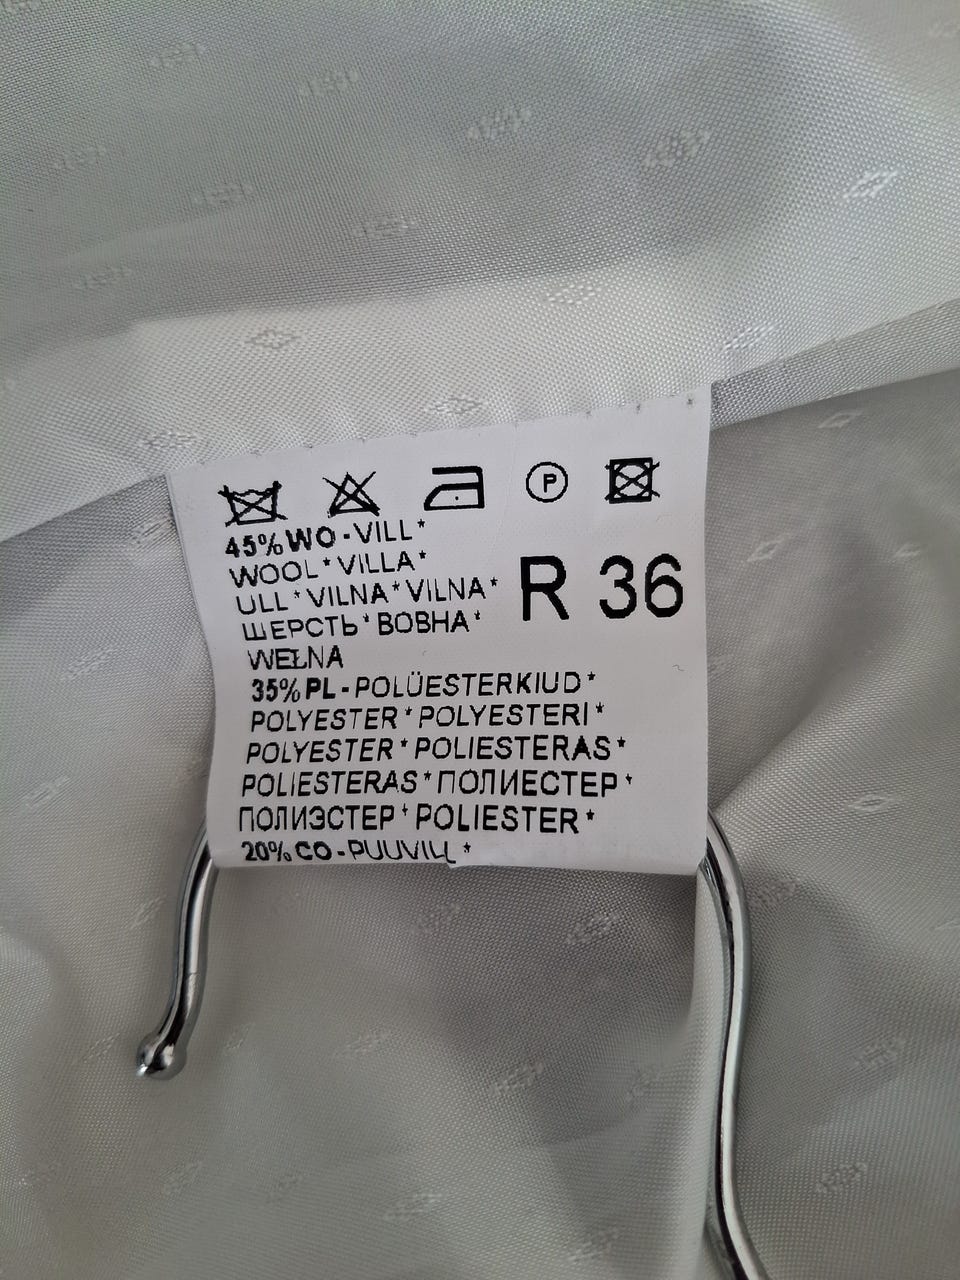 P
45% WO-VILL*
WOOL*VILLA*
ULL*VILNA*VILNA*
ШЕРСТЬ*ВОВНА*
WEŁNA
R 36
35% PL-POLÜESTERKIUD*
POLYESTER*POLYESTERI*
POLYESTER*POLIESTERAS*
POLIESTERAS*ПОЛИЕСТЕР*
ПОЛИЭСТЕР*POLIESTER*
20% CO-PUUVILL*